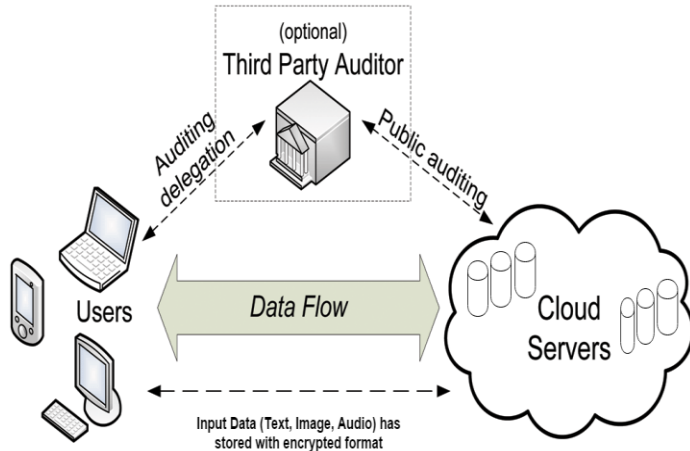 (optional)
Third Party Auditor
Auditing
delegation
Public auditing
Users
Data Flow
Cloud
Servers
Input Data (Text, Image, Audio) has
stored with encrypted format